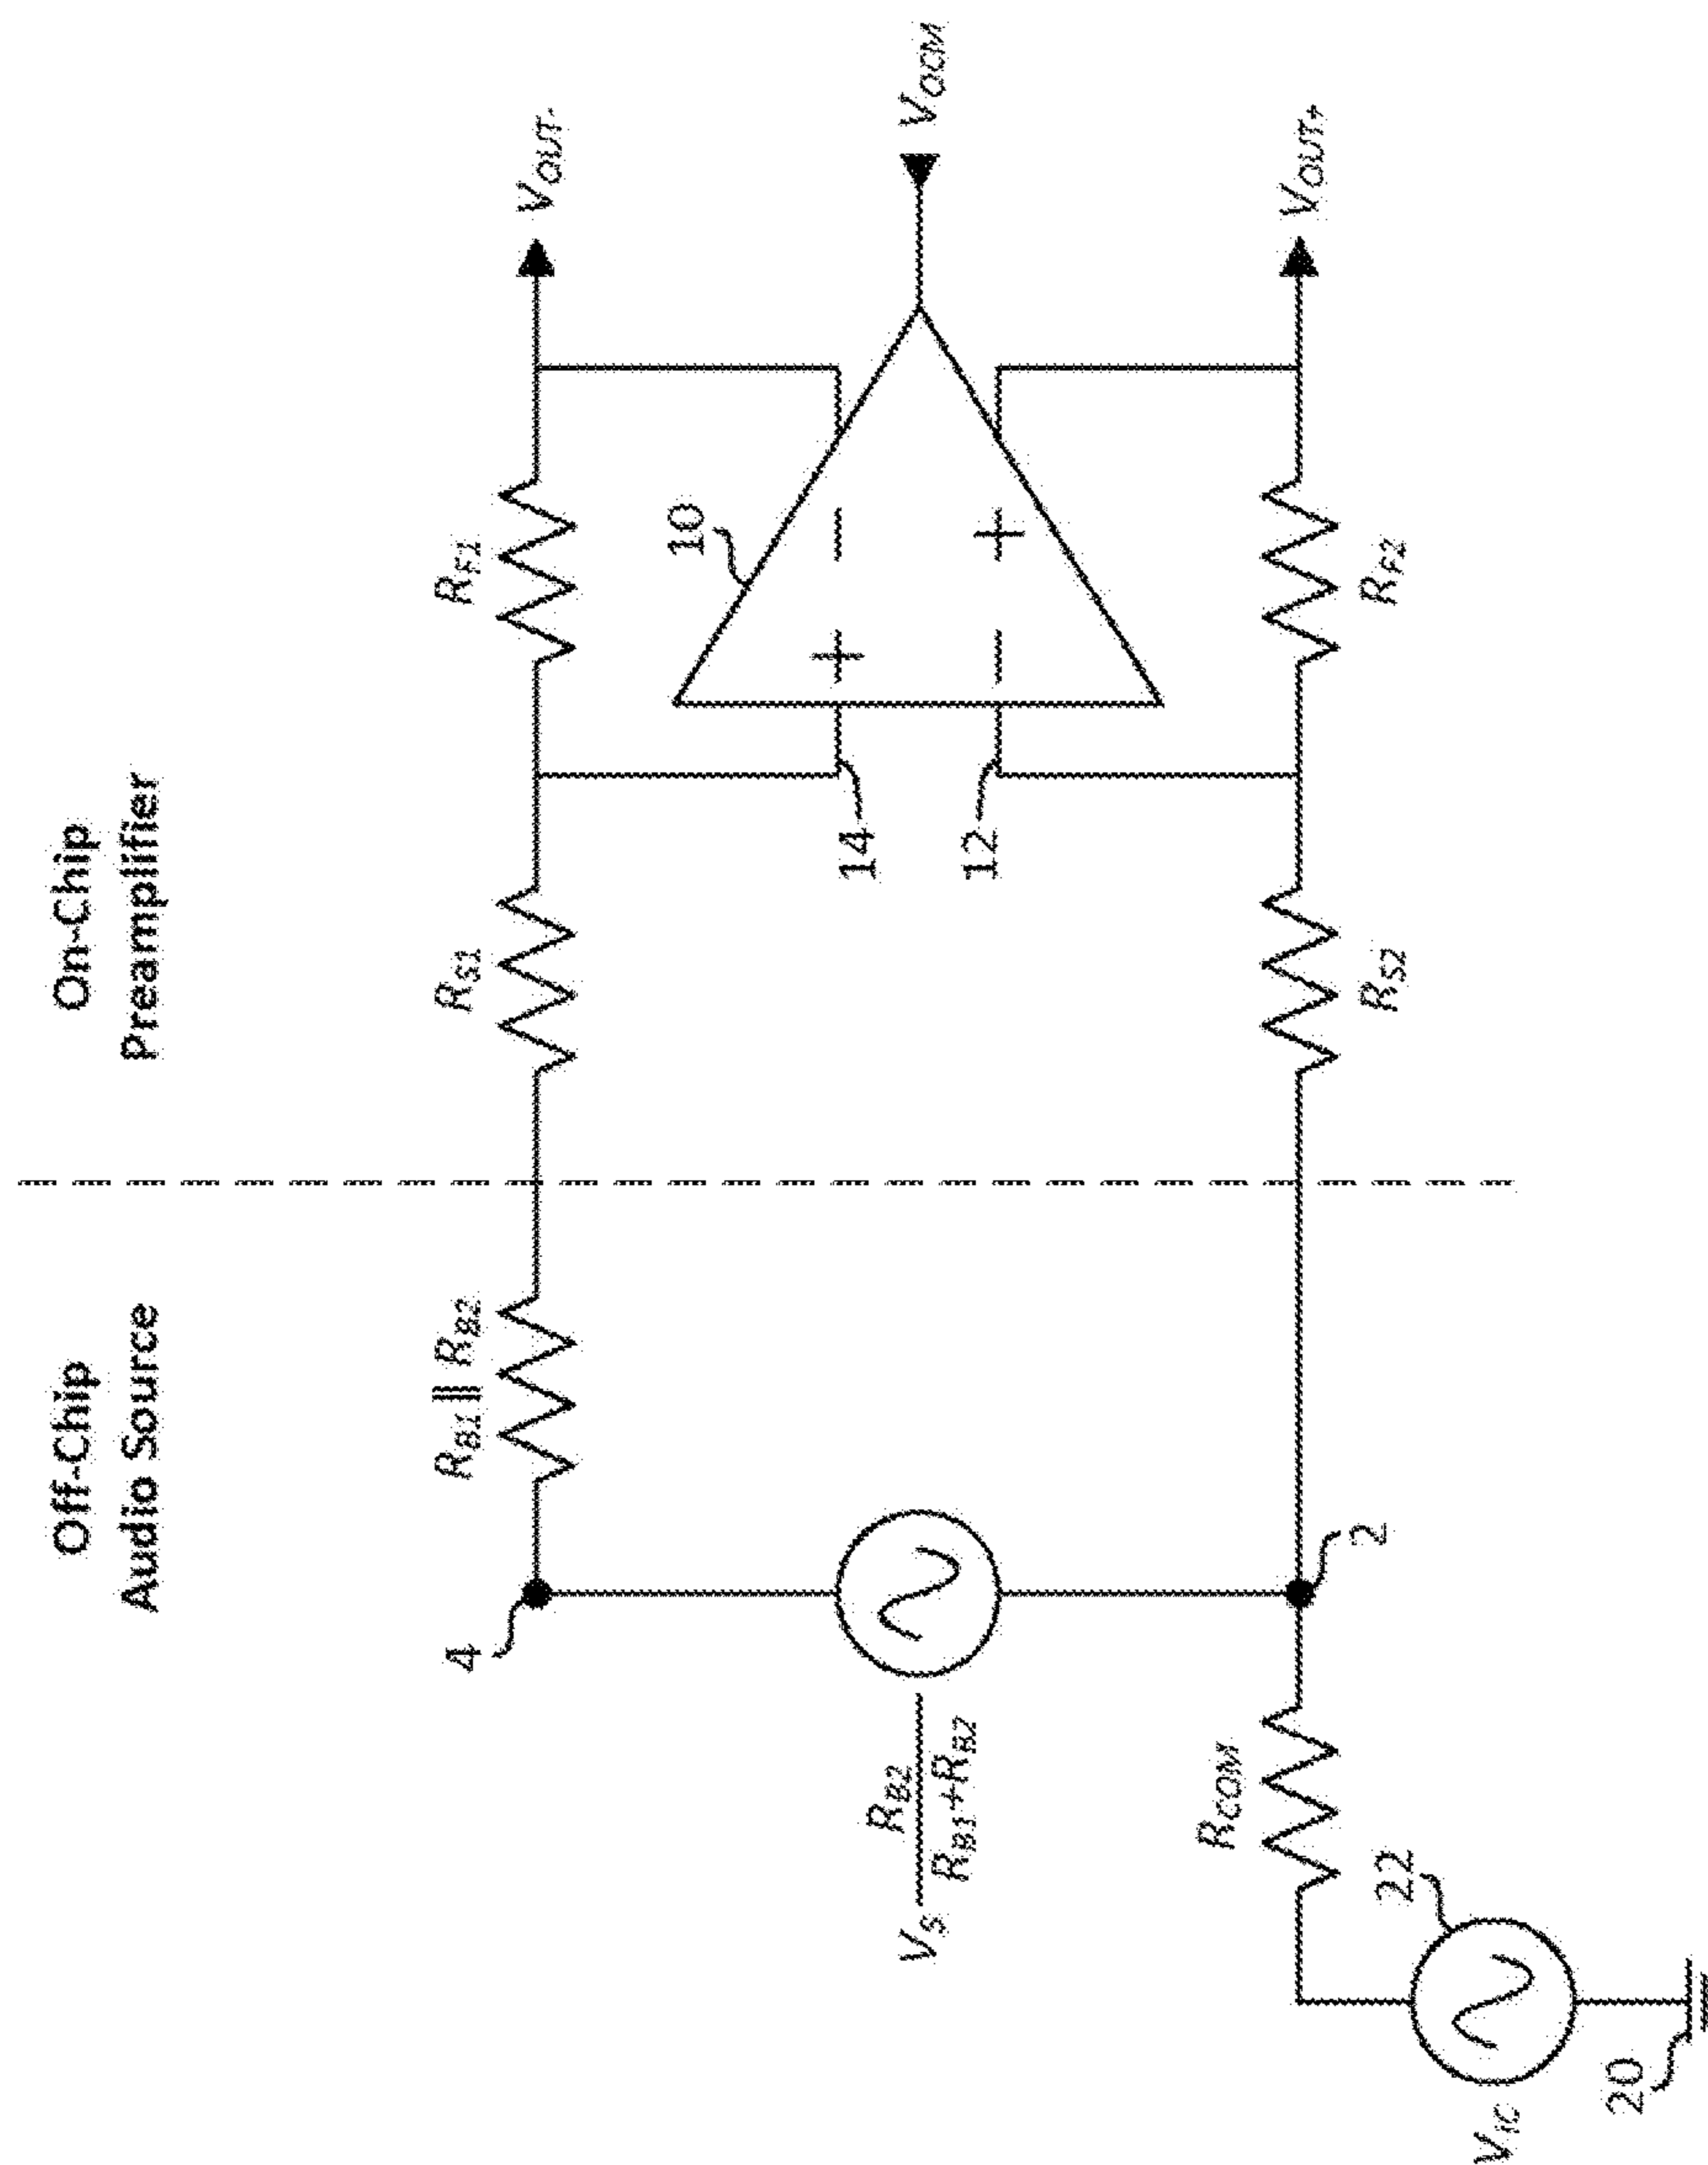 Off-Chip
Audio Source
On-Chip
Preamplifier
4
R_B1 ||| R_B2
R_S1
R_F1
V_OUT-
10
+ −
− +
14
12
V_OCM
V_S R_B2
R_B1+R_B2
R_COM
2
R_S2
R_F2
V_OUT+
22
V_ic
20